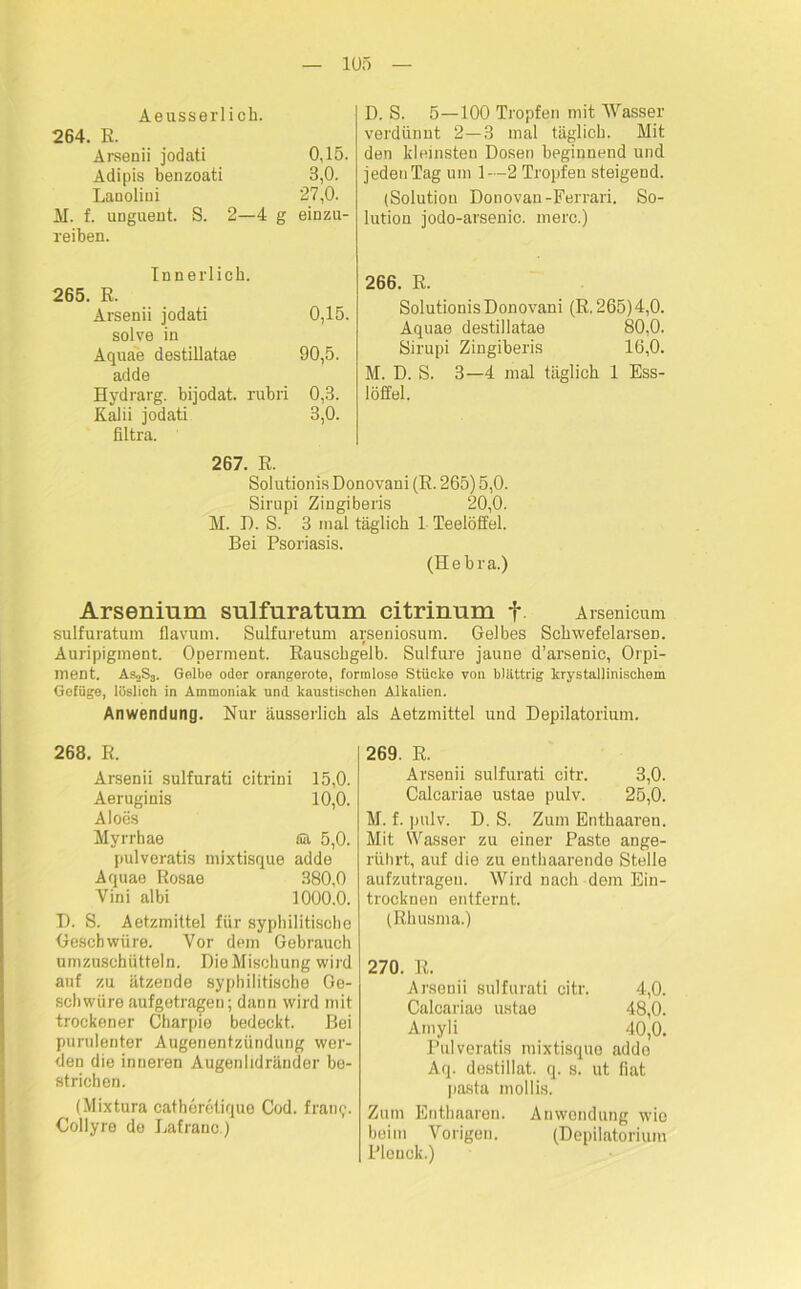 — 105 —
Aeusserlich.
264. R.
Arsenii jodati 0,15.
Adipis benzoati 3,0.
Lanolini 27,0.
M. f. unguent. S. 2—4 g einzu-
reiben.
Innerlich.
265. R.
Arsenii jodati 0,15.
solve in
Aquae destillatae 90,5.
adde
Hydrarg. bijodat. rubri 0,3.
Kalii jodati 3,0.
filtra.
D. S. 5—100 Tropfen mit Wasser
verdünnt 2—3 mal täglich. Mit
den kleinsten Dosen beginnend und
jeden Tag um 1—2 Tropfen steigend.
(Solution Donovan-Ferrari. So-
lution jodo-arsenic. merc.)
266. R.
Solutionis Donovani (R. 265) 4,0.
Aquae destillatae 80,0.
Sirupi Zingiberis 16,0.
M. D. S. 3—4 mal täglich 1 Ess-
löffel.
267. R.
Solutionis Donovani (R. 265) 5,0.
Sirupi Zingiberis 20,0.
M. D. S. 3 mal täglich 1 Teelöffel.
Bei Psoriasis.
(Hebra.)
Arsenium sulfuratum citrinum †. Arsenicum
sulfuratum flavum. Sulfuretum arseniosum. Gelbes Schwefelarsen.
Auripigment. Operment. Rauschgelb. Sulfure jaune d'arsenic, Orpi-
ment. As₂S₃. Gelbe oder orangerote, formlose Stücke von blättrig krystallinischem
Gefüge, löslich in Ammoniak und kaustischen Alkalien.
Anwendung. Nur äusserlich als Aetzmittel und Depilatorium.
268. R.
Arsenii sulfurati citrini 15,0.
Aeruginis 10,0.
Aloës
Myrrhae āā 5,0.
pulveratis mixtisque adde
Aquae Rosae 380,0
Vini albi 1000,0.
D. S. Aetzmittel für syphilitische
Geschwüre. Vor dem Gebrauch
umzuschütteln. Die Mischung wird
auf zu ätzende syphilitische Ge-
schwüre aufgetragen; dann wird mit
trockener Charpie bedeckt. Bei
purulenter Augenentzündung wer-
den die inneren Augenlidränder be-
strichen.
(Mixtura cathérétique Cod. franç.
Collyre de Lafranc.)
269. R.
Arsenii sulfurati citr. 3,0.
Calcariae ustae pulv. 25,0.
M. f. pulv. D. S. Zum Enthaaren.
Mit Wasser zu einer Paste ange-
rührt, auf die zu enthaarende Stelle
aufzutragen. Wird nach dem Ein-
trocknen entfernt.
(Rhusma.)
270. R.
Arsenii sulfurati citr. 4,0.
Calcariae ustae 48,0.
Amyli 40,0.
Pulveratis mixtisque adde
Aq. destillat. q. s. ut fiat
pasta mollis.
Zum Enthaaren. Anwendung wie
beim Vorigen. (Depilatorium
Plenck.)